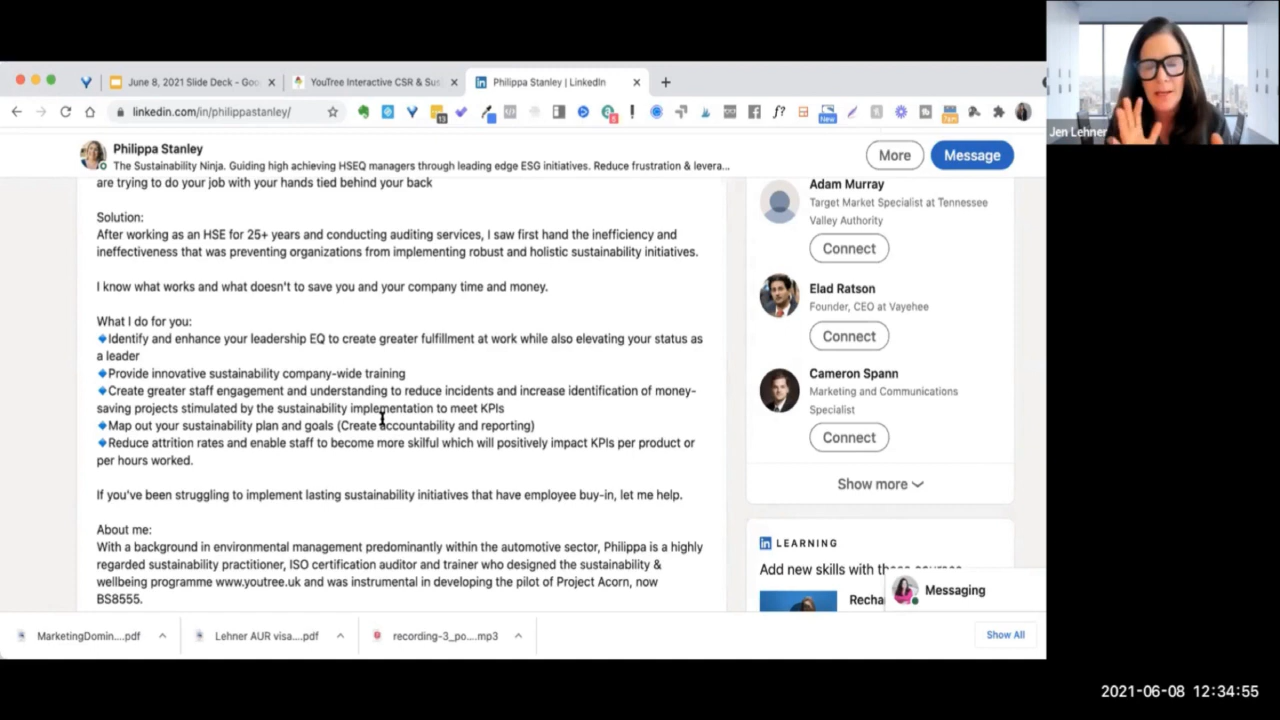 June 8, 2021 Slide Deck - Goo
YouTree Interactive CSR & Sus
Philippa Stanley | LinkedIn
linkedin.com/in/philippastanley/
Jen Lehner
Philippa Stanley
The Sustainability Ninja. Guiding high achieving HSEQ managers through leading edge ESG initiatives. Reduce frustration & levera...
More
Message
are trying to do your job with your hands tied behind your back
Solution:
After working as an HSE for 25+ years and conducting auditing services, I saw first hand the inefficiency and
ineffectiveness that was preventing organizations from implementing robust and holistic sustainability initiatives.
I know what works and what doesn't to save you and your company time and money.
What I do for you:
🔹Identify and enhance your leadership EQ to create greater fulfillment at work while also elevating your status as
a leader
🔹Provide innovative sustainability company-wide training
🔹Create greater staff engagement and understanding to reduce incidents and increase identification of money-
saving projects stimulated by the sustainability implementation to meet KPIs
🔹Map out your sustainability plan and goals (Create accountability and reporting)
🔹Reduce attrition rates and enable staff to become more skilful which will positively impact KPIs per product or
per hours worked.
If you've been struggling to implement lasting sustainability initiatives that have employee buy-in, let me help.
About me:
With a background in environmental management predominantly within the automotive sector, Philippa is a highly
regarded sustainability practitioner, ISO certification auditor and trainer who designed the sustainability &
wellbeing programme www.youtree.uk and was instrumental in developing the pilot of Project Acorn, now
BS8555.
Adam Murray
Target Market Specialist at Tennessee
Valley Authority
Connect
Elad Ratson
Founder, CEO at Vayehee
Connect
Cameron Spann
Marketing and Communications
Specialist
Connect
Show more
in LEARNING
Add new skills with these courses
Recha
Messaging
MarketingDomin....pdf
Lehner AUR visa....pdf
recording-3_po....mp3
Show All
2021-06-08 12:34:55